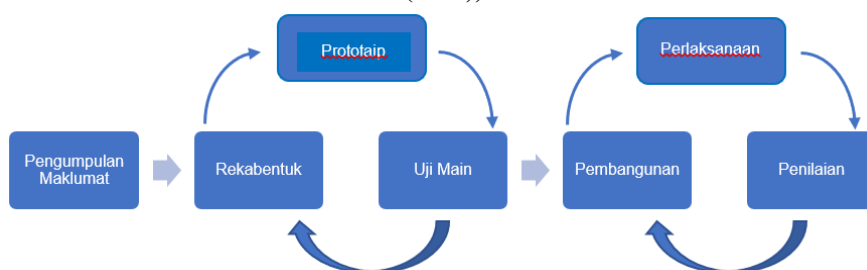 Prototaip
Perlaksanaan
Pengumpulan
Maklumat
Rekabentuk
Uji Main
Pembangunan
Penilaian